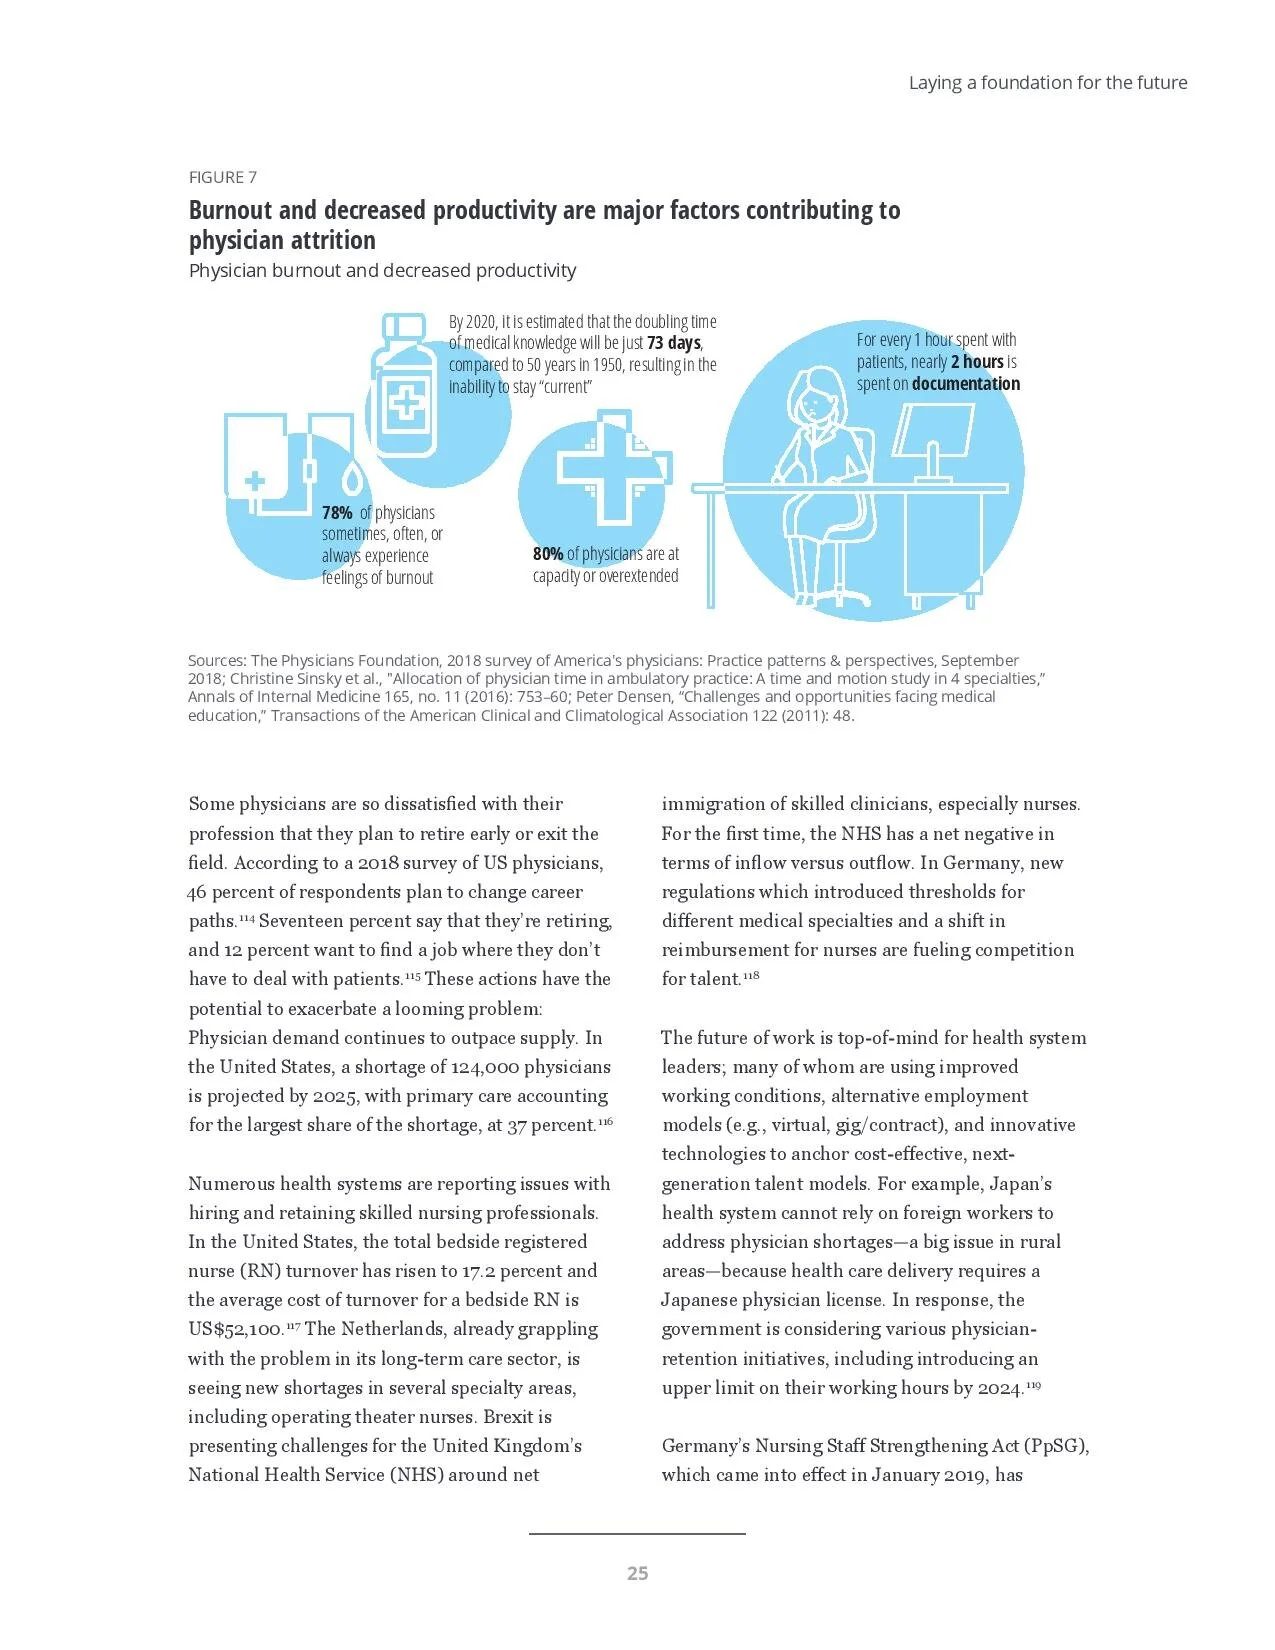 Laying a foundation for the future
FIGURE 7
Burnout and decreased productivity are major factors contributing to
physician attrition
Physician burnout and decreased productivity
By 2020, it is estimated that the doubling time
of medical knowledge will be just 73 days,
compared to 50 years in 1950, resulting in the
inability to stay “current”
For every 1 hour spent with
patients, nearly 2 hours is
spent on documentation
78% of physicians
sometimes, often, or
always experience
feelings of burnout
80% of physicians are at
capacity or overextended
Sources: The Physicians Foundation, 2018 survey of America's physicians: Practice patterns & perspectives, September
2018; Christine Sinsky et al., "Allocation of physician time in ambulatory practice: A time and motion study in 4 specialties,”
Annals of Internal Medicine 165, no. 11 (2016): 753–60; Peter Densen, “Challenges and opportunities facing medical
education,” Transactions of the American Clinical and Climatological Association 122 (2011): 48.
Some physicians are so dissatisfied with their
profession that they plan to retire early or exit the
field. According to a 2018 survey of US physicians,
46 percent of respondents plan to change career
paths.¹¹⁴ Seventeen percent say that they’re retiring,
and 12 percent want to find a job where they don’t
have to deal with patients.¹¹⁵ These actions have the
potential to exacerbate a looming problem:
Physician demand continues to outpace supply. In
the United States, a shortage of 124,000 physicians
is projected by 2025, with primary care accounting
for the largest share of the shortage, at 37 percent.¹¹⁶
Numerous health systems are reporting issues with
hiring and retaining skilled nursing professionals.
In the United States, the total bedside registered
nurse (RN) turnover has risen to 17.2 percent and
the average cost of turnover for a bedside RN is
US$52,100.¹¹⁷ The Netherlands, already grappling
with the problem in its long-term care sector, is
seeing new shortages in several specialty areas,
including operating theater nurses. Brexit is
presenting challenges for the United Kingdom’s
National Health Service (NHS) around net
immigration of skilled clinicians, especially nurses.
For the first time, the NHS has a net negative in
terms of inflow versus outflow. In Germany, new
regulations which introduced thresholds for
different medical specialties and a shift in
reimbursement for nurses are fueling competition
for talent.¹¹⁸
The future of work is top-of-mind for health system
leaders; many of whom are using improved
working conditions, alternative employment
models (e.g., virtual, gig/contract), and innovative
technologies to anchor cost-effective, next-
generation talent models. For example, Japan’s
health system cannot rely on foreign workers to
address physician shortages—a big issue in rural
areas—because health care delivery requires a
Japanese physician license. In response, the
government is considering various physician-
retention initiatives, including introducing an
upper limit on their working hours by 2024.¹¹⁹
Germany’s Nursing Staff Strengthening Act (PpSG),
which came into effect in January 2019, has
25